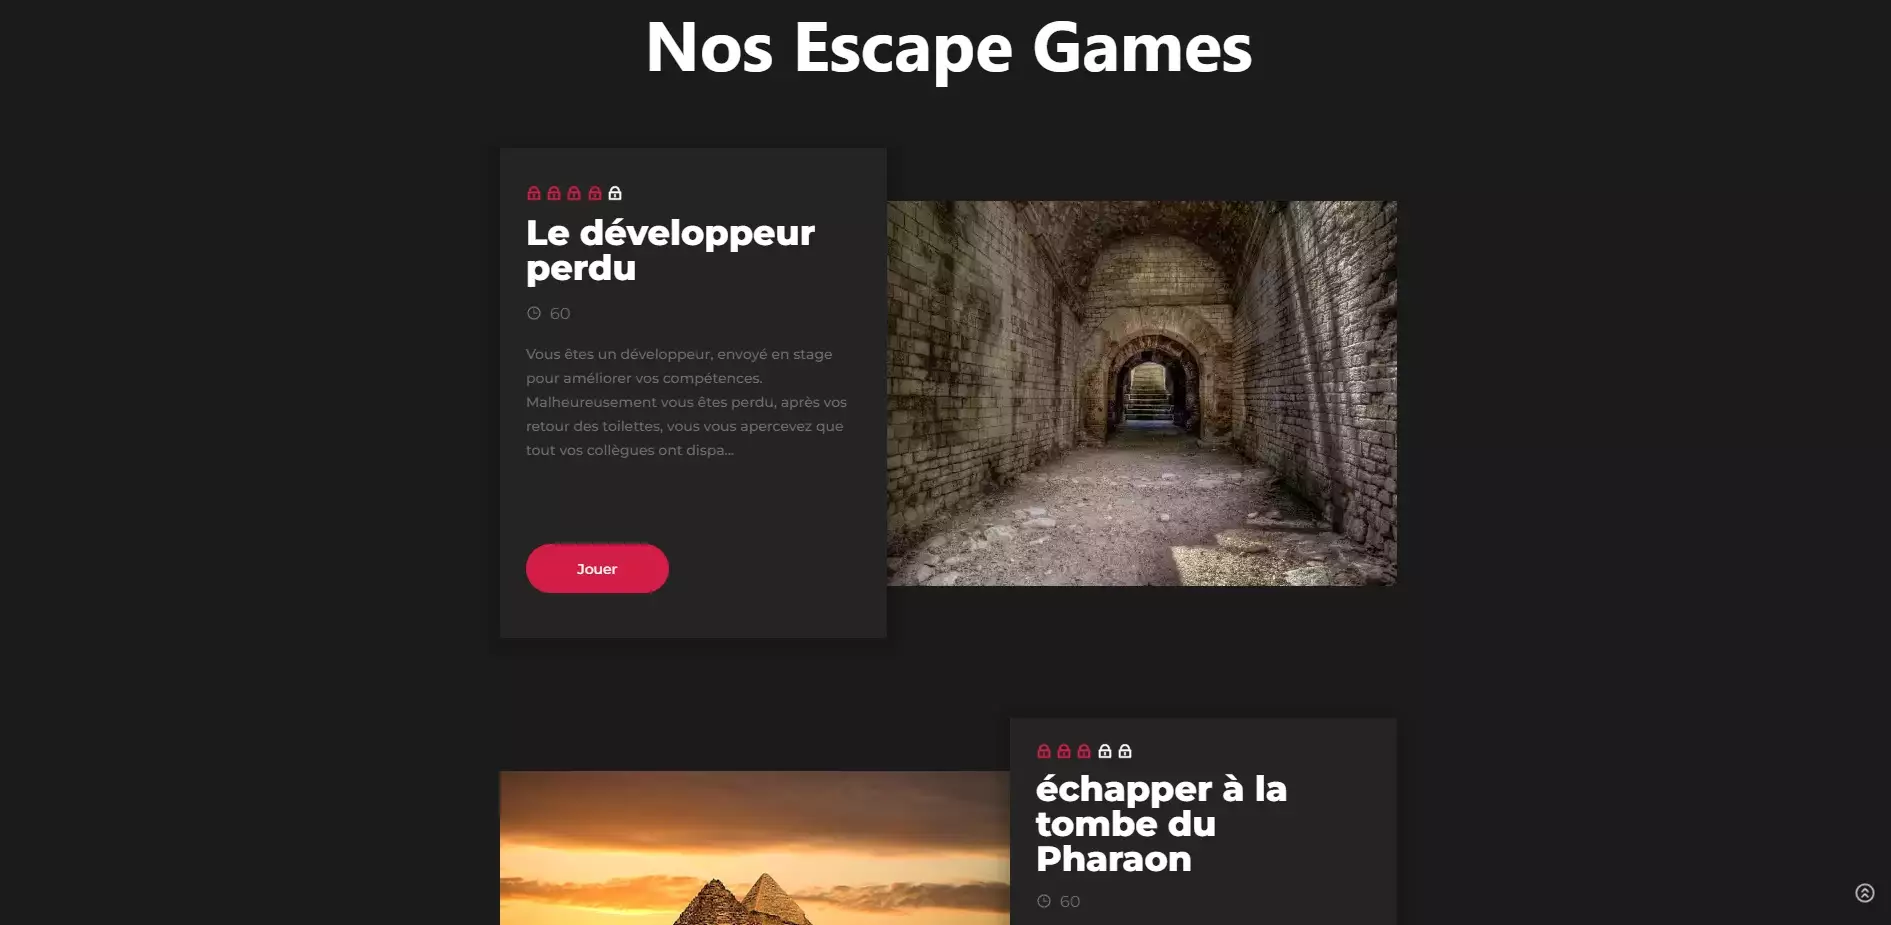 Nos Escape Games
Le développeur
perdu
60
Vous êtes un développeur, envoyé en stage
pour améliorer vos compétences.
Malheureusement vous êtes perdu, après vos
retour des toilettes, vous vous apercevez que
tout vos collègues ont dispa...
Jouer
échapper à la
tombe du
Pharaon
60